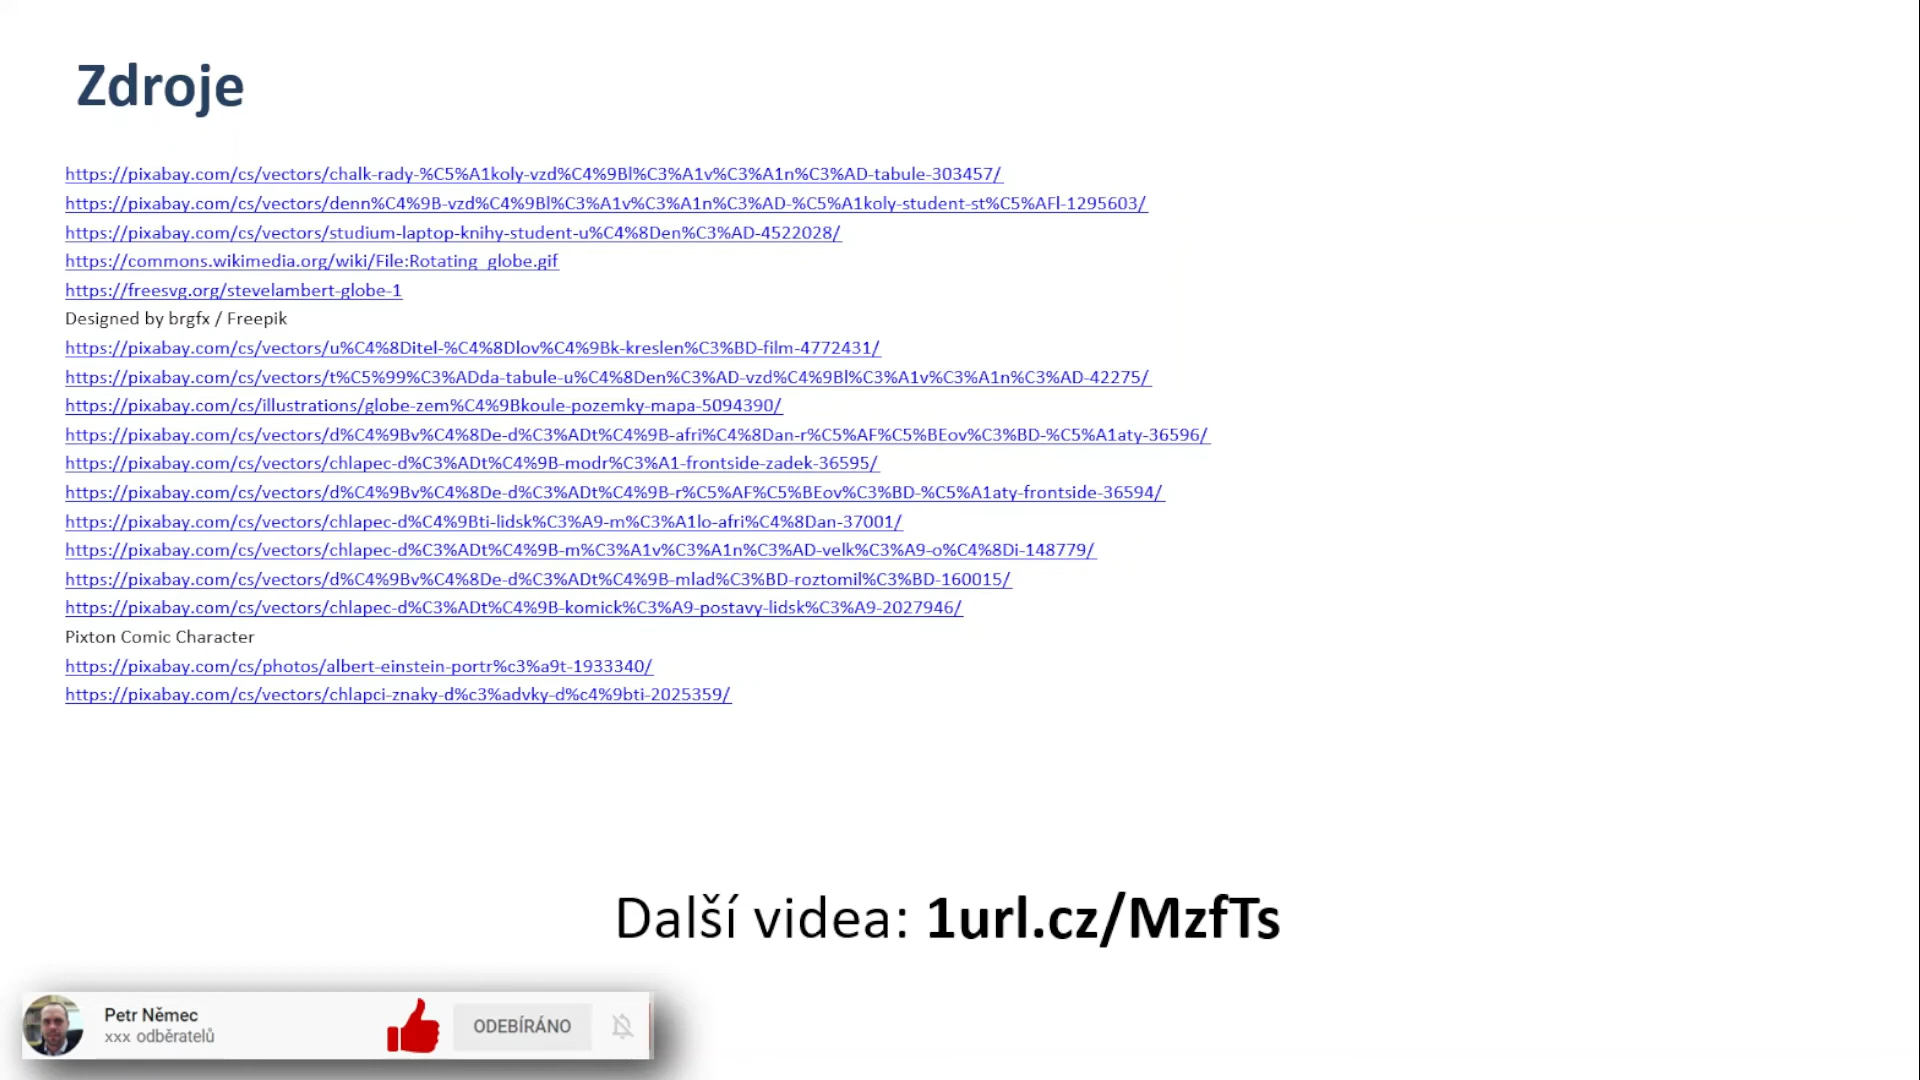 Zdroje
https://pixabay.com/cs/vectors/chalk-rady-%C5%A1koly-vzd%C4%9Bl%C3%A1v%C3%A1n%C3%AD-tabule-303457/
https://pixabay.com/cs/vectors/denn%C4%9B-vzd%C4%9Bl%C3%A1v%C3%A1n%C3%AD-%C5%A1koly-student-st%C5%AFl-1295603/
https://pixabay.com/cs/vectors/studium-laptop-knihy-student-u%C4%8Den%C3%AD-4522028/
https://commons.wikimedia.org/wiki/File:Rotating_globe.gif
https://freesvg.org/stevelambert-globe-1
Designed by brgfx / Freepik
https://pixabay.com/cs/vectors/u%C4%8Ditel-%C4%8Dlov%C4%9Bk-kreslen%C3%BD-film-4772431/
https://pixabay.com/cs/vectors/t%C5%99%C3%ADda-tabule-u%C4%8Den%C3%AD-vzd%C4%9Bl%C3%A1v%C3%A1n%C3%AD-42275/
https://pixabay.com/cs/illustrations/globe-zem%C4%9Bkoule-pozemky-mapa-5094390/
https://pixabay.com/cs/vectors/d%C4%9Bv%C4%8De-d%C3%ADt%C4%9B-afri%C4%8Dan-r%C5%AF%C5%BEov%C3%BD-%C5%A1aty-36596/
https://pixabay.com/cs/vectors/chlapec-d%C3%ADt%C4%9B-modr%C3%A1-frontside-zadek-36595/
https://pixabay.com/cs/vectors/d%C4%9Bv%C4%8De-d%C3%ADt%C4%9B-r%C5%AF%C5%BEov%C3%BD-%C5%A1aty-frontside-36594/
https://pixabay.com/cs/vectors/chlapec-d%C4%9Bti-lidsk%C3%A9-m%C3%A1lo-afri%C4%8Dan-37001/
https://pixabay.com/cs/vectors/chlapec-d%C3%ADt%C4%9B-m%C3%A1v%C3%A1n%C3%AD-velk%C3%A9-o%C4%8Di-148779/
https://pixabay.com/cs/vectors/d%C4%9Bv%C4%8De-d%C3%ADt%C4%9B-mlad%C3%BD-roztomil%C3%BD-160015/
https://pixabay.com/cs/vectors/chlapec-d%C3%ADt%C4%9B-komick%C3%A9-postavy-lidsk%C3%A9-2027946/
Pixton Comic Character
https://pixabay.com/cs/photos/albert-einstein-portr%c3%a9t-1933340/
https://pixabay.com/cs/vectors/chlapci-znaky-d%c3%advky-d%c4%9bti-2025359/
Další videa: 1url.cz/MzfTs
Petr Němec
xxx odběratelů
ODEBÍRÁNO